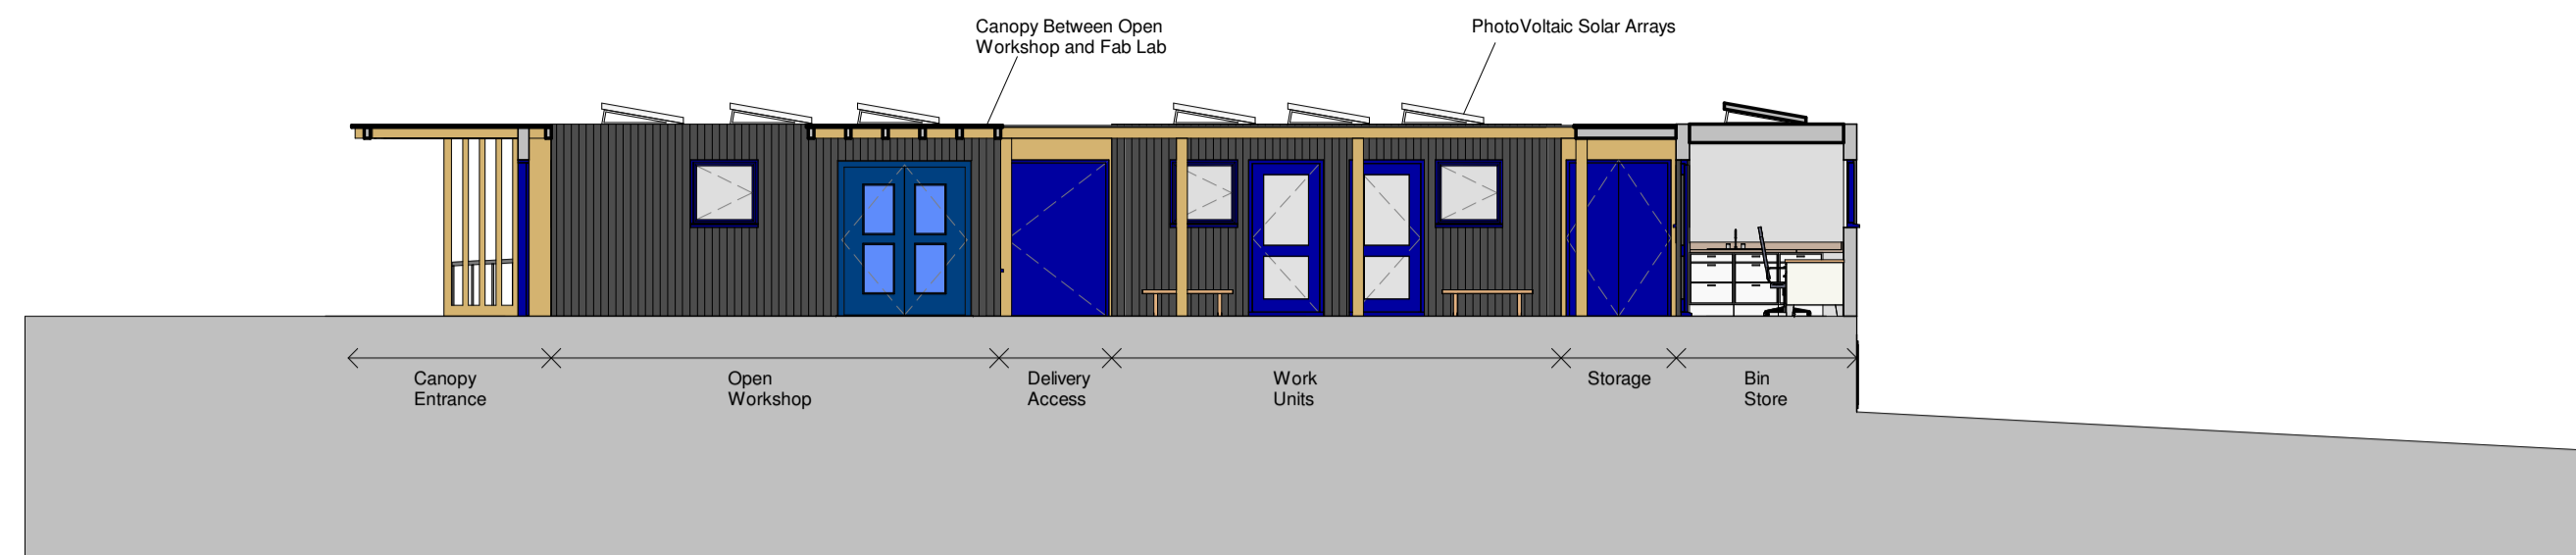 Canopy Between Open
Workshop and Fab Lab
PhotoVoltaic Solar Arrays
Canopy
Entrance
Open
Workshop
Delivery
Access
Work
Units
Storage
Bin
Store